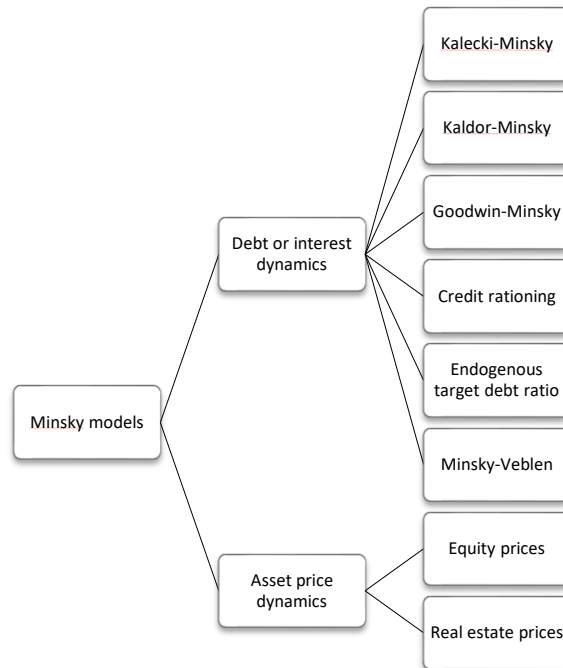 Minsky models
Debt or interest
dynamics
Asset price
dynamics
Kalecki-Minsky
Kaldor-Minsky
Goodwin-Minsky
Credit rationing
Endogenous
target debt ratio
Minsky-Veblen
Equity prices
Real estate prices